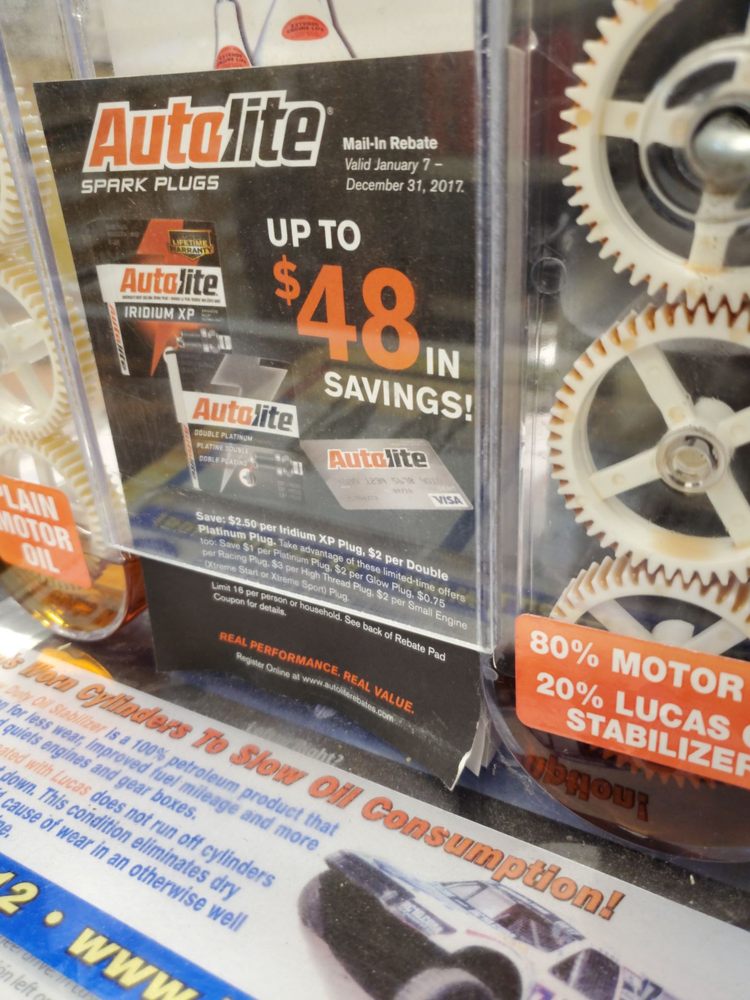 Autolite®
SPARK PLUGS
Mail-In Rebate
Valid January 7 –
December 31, 2017.
UP TO
$48 IN
SAVINGS!
LIFETIME
WARRANTY
Autolite
IRIDIUM XP
Autolite
DOUBLE PLATINUM
PLATINE DOUBLE
DOBLE PLATINO
Autolite
VISA
Save: $2.50 per Iridium XP Plug, $2 per Double
Platinum Plug. Take advantage of these limited-time offers
too: Save $1 per Platinum Plug, $2 per Glow Plug, $0.75
per Racing Plug, $3 per High Thread Plug, $2 per Small Engine
(Xtreme Start or Xtreme Sport) Plug.
Limit 16 per person or household. See back of Rebate Pad
Coupon for details.
REAL PERFORMANCE. REAL VALUE.
Register Online at www.autoliterebates.com
PLAIN
MOTOR
OIL
80% MOTOR
20% LUCAS
STABILIZER
Worn Cylinders To Slow Oil Consumption!
Duty Oil Stabilizer is a 100% petroleum product that
for less wear, improved fuel mileage and more
quiets engines and gear boxes.
with Lucas does not run off cylinders
down. This condition eliminates dry
cause of wear in an otherwise well
12 • www.